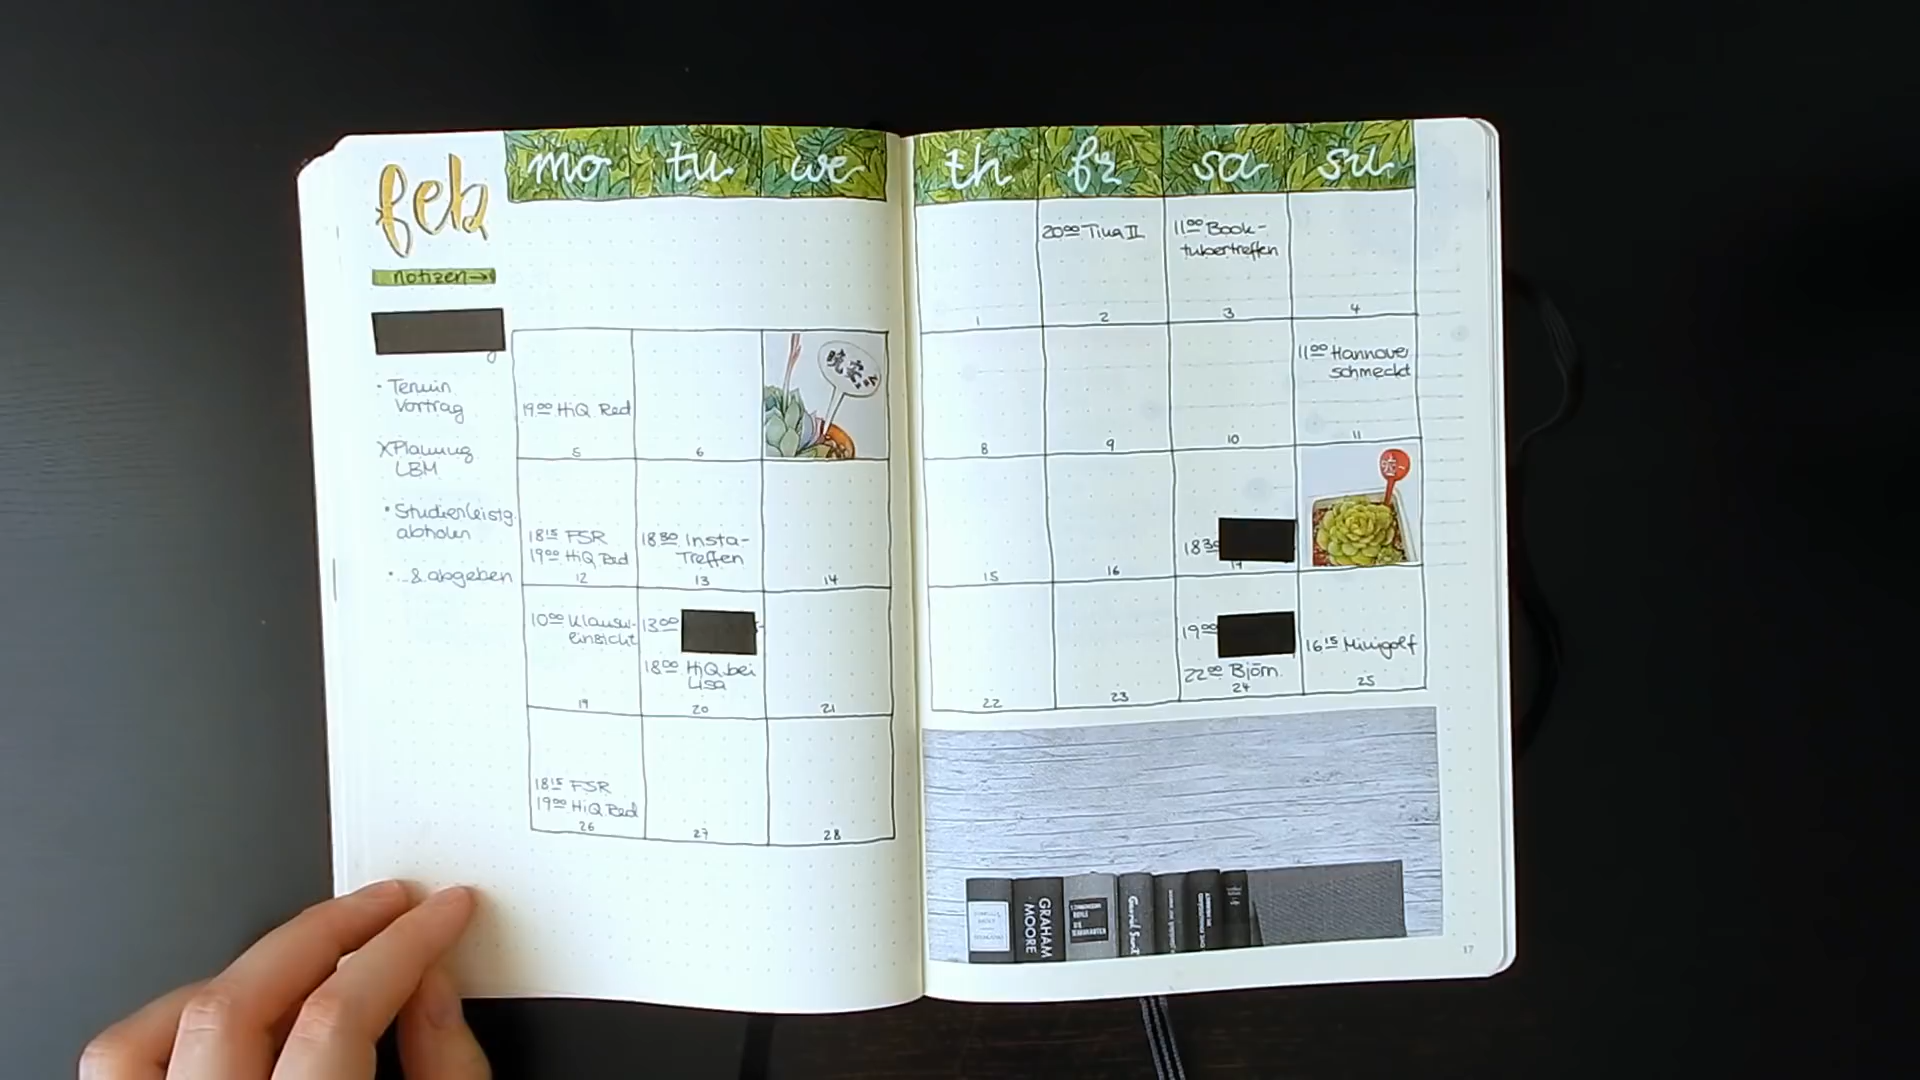 feb
notizen→
• Termin
Vortrag
XPlanung
LBM
• Studienleistg.
abholen
• ...& abgeben
mo tu we th fr sa su
1
20⁰⁰ Tina II
2
11⁰⁰ Book-
tubertreffen
3
4
19⁰⁰ HiQ Red
5
6
晚安
8
9
10
11⁰⁰ Hannover
schmeckt
11
18¹⁵ FSR
19⁰⁰ HiQ Red
12
18³⁰ Insta-
Treffen
13
14
15
16
18³⁰
17
10⁰⁰ Klausur-
einsicht
19
13⁰⁰
18⁰⁰ HiQ bei
Lisa
20
21
22
23
19⁰⁰
22⁰⁰ Björn
24
16¹⁵ Minigolf
25
18¹⁵ FSR
19⁰⁰ HiQ Red
26
27
28
GRAHAM
MOORE
17